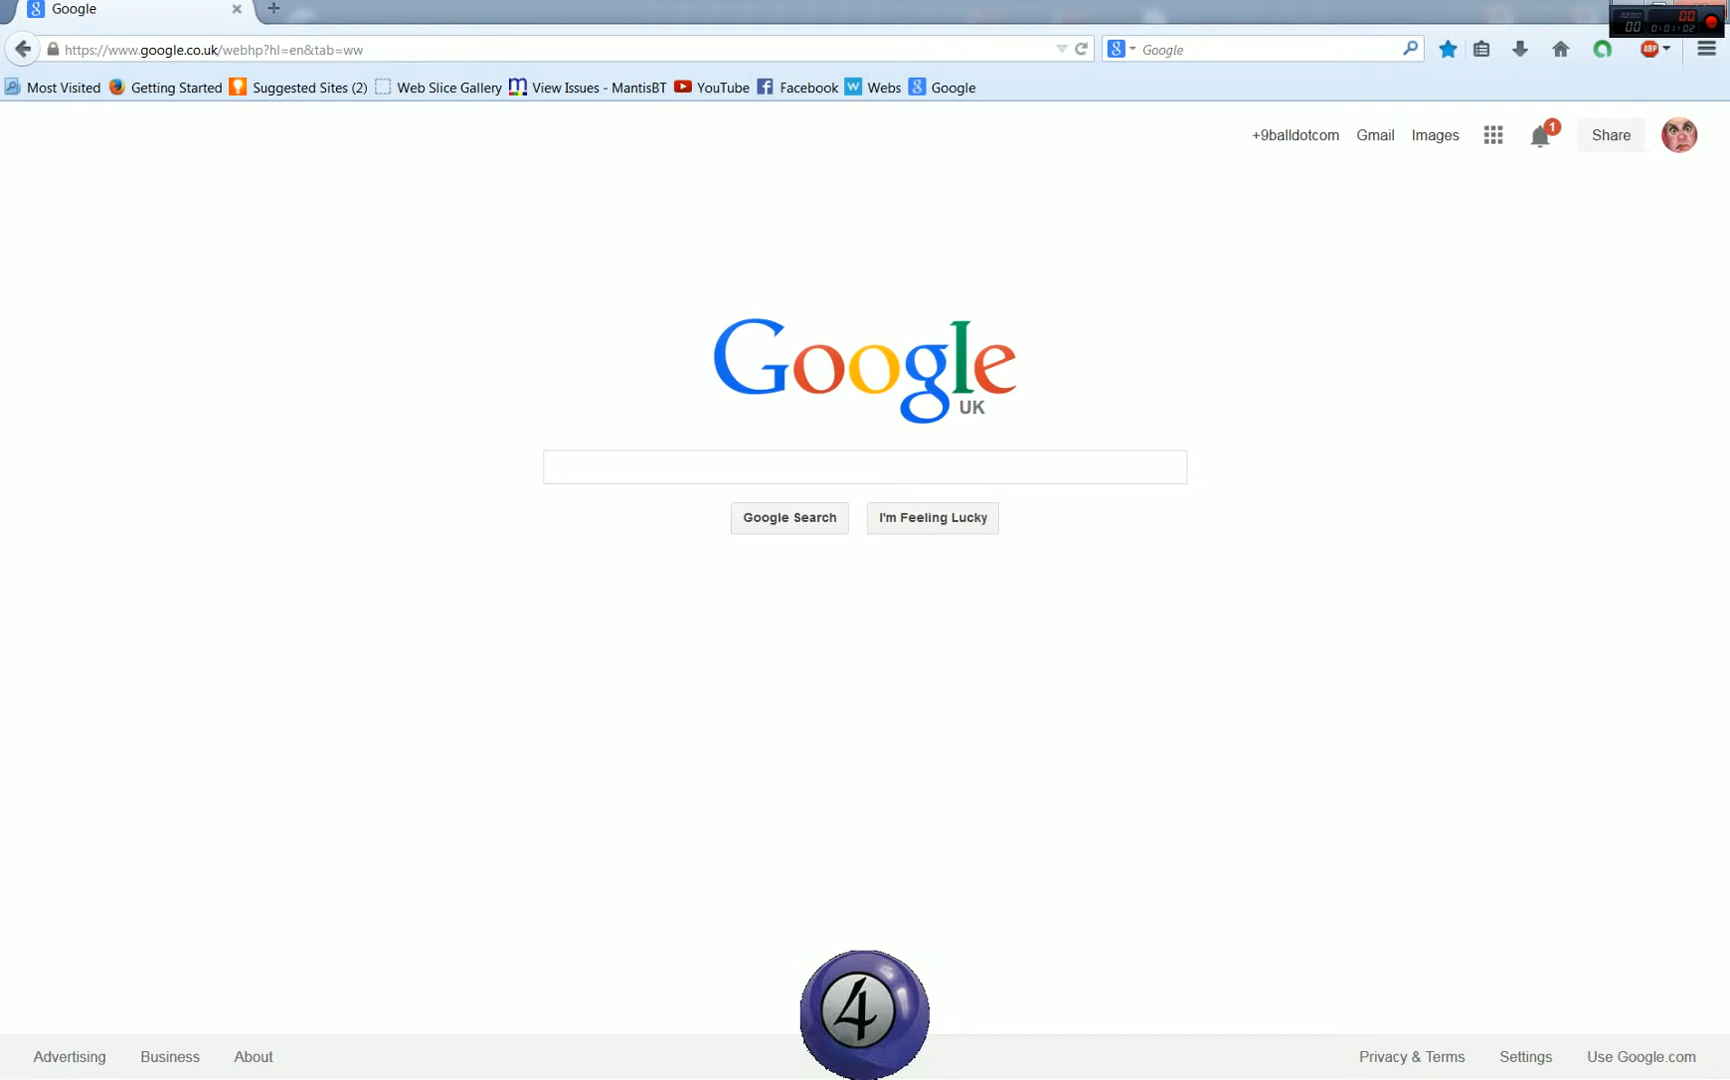 Google
https://www.google.co.uk/webhp?hl=en&tab=ww
Google
Most Visited Getting Started Suggested Sites (2) Web Slice Gallery View Issues - MantisBT YouTube Facebook Webs Google
+9balldotcom Gmail Images 1 Share
Google
UK
Google Search I'm Feeling Lucky
4
Advertising Business About Privacy & Terms Settings Use Google.com